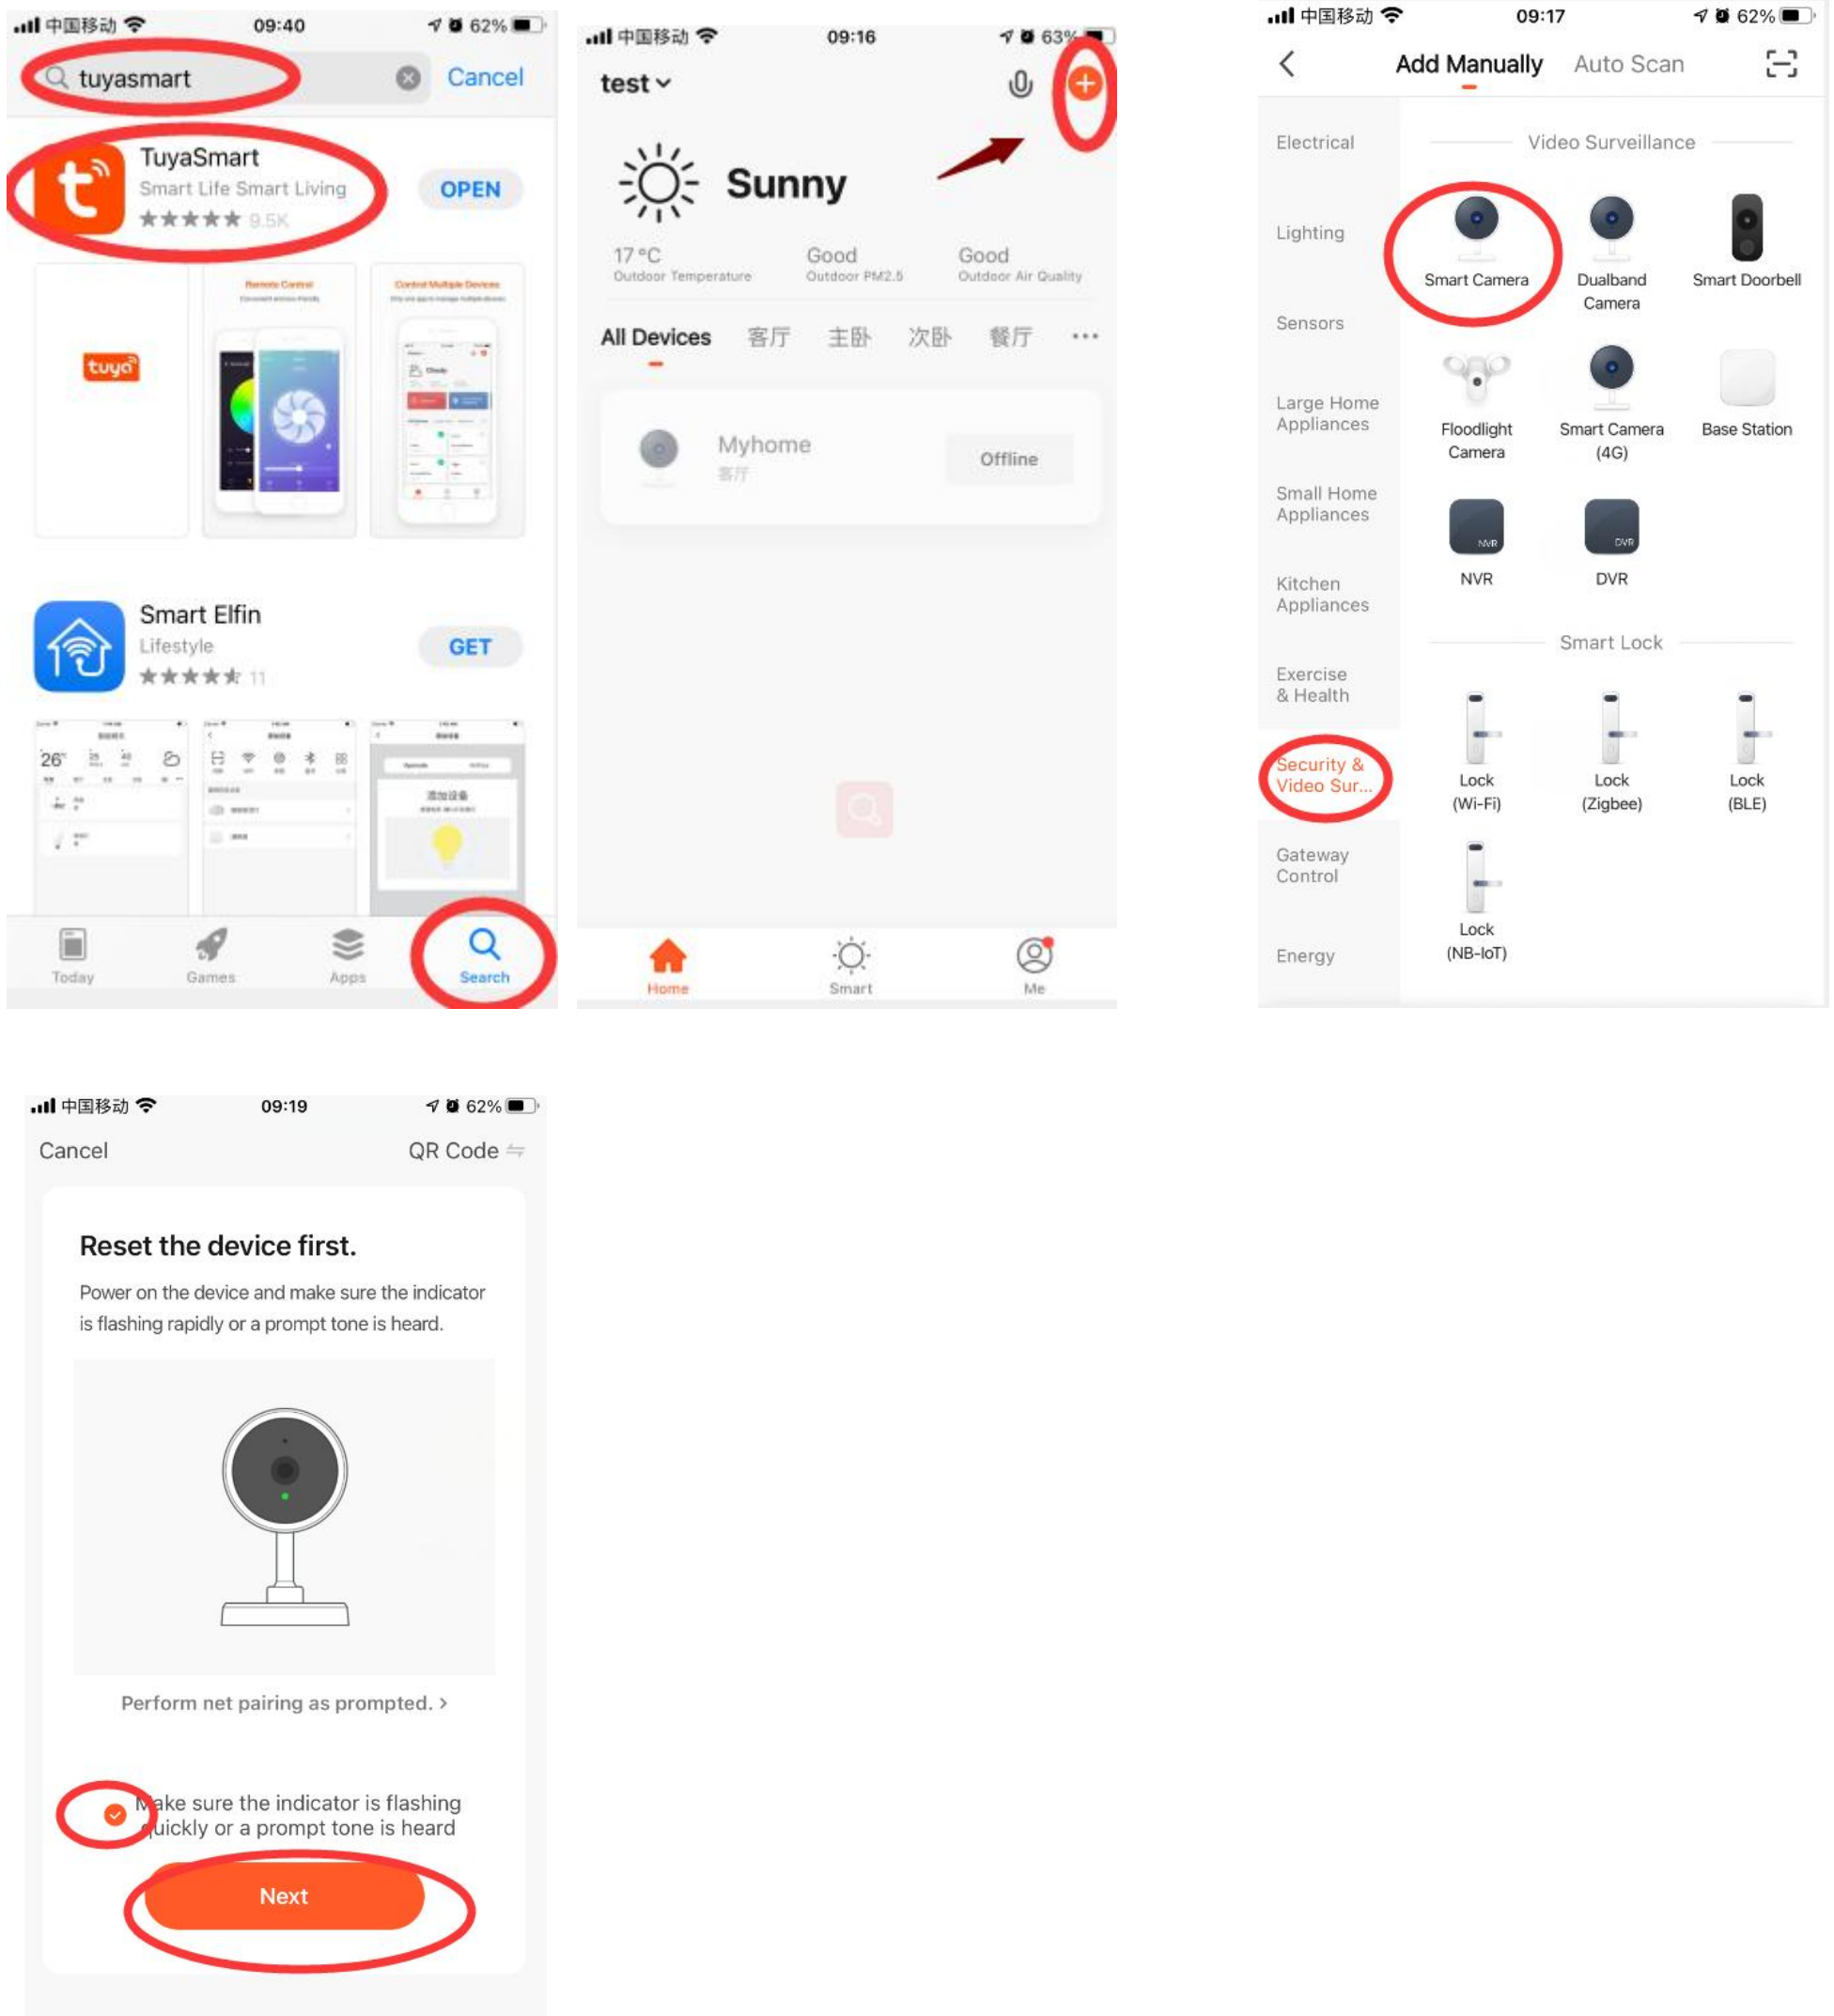 中国移动 09:40 62%
tuyasmart Cancel
TuyaSmart
Smart Life Smart Living
OPEN
9.5K
Remote Control
Control Multiple Devices
tuya
Smart Elfin
Lifestyle
GET
11
26°
添加设备
Today Games Apps Search
中国移动 09:16 63%
test
Sunny
17 °C Good Good
Outdoor Temperature Outdoor PM2.5 Outdoor Air Quality
All Devices 客厅 主卧 次卧 餐厅 ···
Myhome
客厅
Offline
Home Smart Me
中国移动 09:17 62%
Add Manually Auto Scan
Electrical
Lighting
Sensors
Large Home
Appliances
Small Home
Appliances
Kitchen
Appliances
Exercise
& Health
Security &
Video Sur...
Gateway
Control
Energy
Video Surveillance
Smart Camera
Dualband
Camera
Smart Doorbell
Floodlight
Camera
Smart Camera
(4G)
Base Station
NVR
NVR
DVR
DVR
Smart Lock
Lock
(Wi-Fi)
Lock
(Zigbee)
Lock
(BLE)
Lock
(NB-IoT)
中国移动 09:19 62%
Cancel QR Code
Reset the device first.
Power on the device and make sure the indicator
is flashing rapidly or a prompt tone is heard.
Perform net pairing as prompted. >
Make sure the indicator is flashing
quickly or a prompt tone is heard
Next